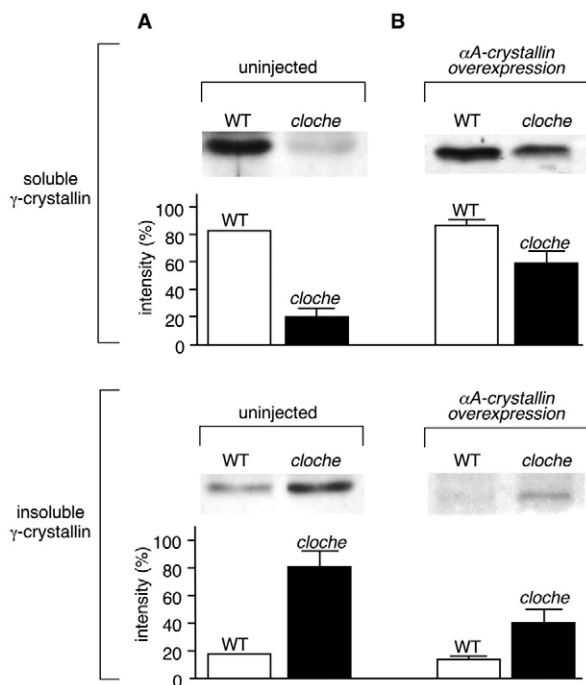 A
B
uninjected
αA-crystallin
overexpression
WT
cloche
WT
cloche
soluble
γ-crystallin
intensity (%)
100
80
60
40
20
0
WT
cloche
WT
cloche
uninjected
αA-crystallin
overexpression
WT
cloche
WT
cloche
insoluble
γ-crystallin
intensity (%)
100
80
60
40
20
0
WT
cloche
WT
cloche